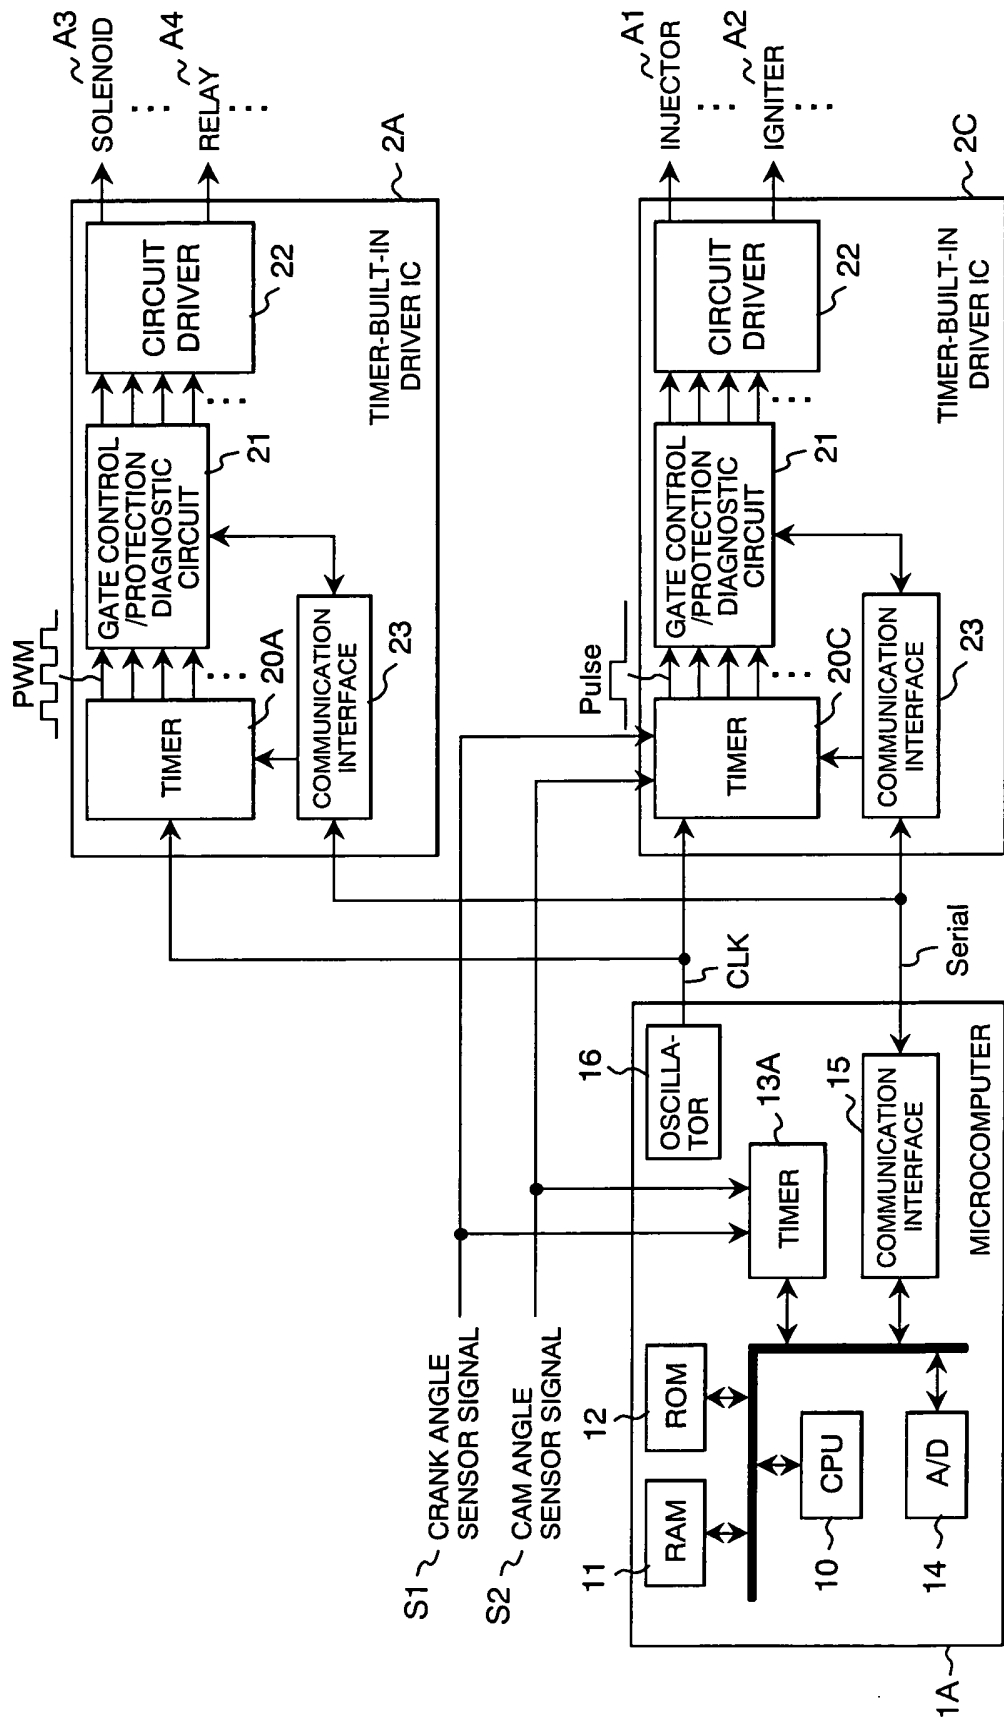 A3
SOLENOID
A4
RELAY
2A
CIRCUIT
DRIVER
22
TIMER-BUILT-IN
DRIVER IC
GATE CONTROL
/PROTECTION
DIAGNOSTIC
CIRCUIT
21
PWM
TIMER
20A
COMMUNICATION
INTERFACE
23
A1
INJECTOR
A2
IGNITER
2C
CIRCUIT
DRIVER
22
TIMER-BUILT-IN
DRIVER IC
GATE CONTROL
/PROTECTION
DIAGNOSTIC
CIRCUIT
21
Pulse
TIMER
20C
COMMUNICATION
INTERFACE
23
CLK
Serial
S1
CRANK ANGLE
SENSOR SIGNAL
S2
CAM ANGLE
SENSOR SIGNAL
16
OSCILLA-
TOR
13A
TIMER
15
COMMUNICATION
INTERFACE
MICROCOMPUTER
11
RAM
12
ROM
10
CPU
14
A/D
1A